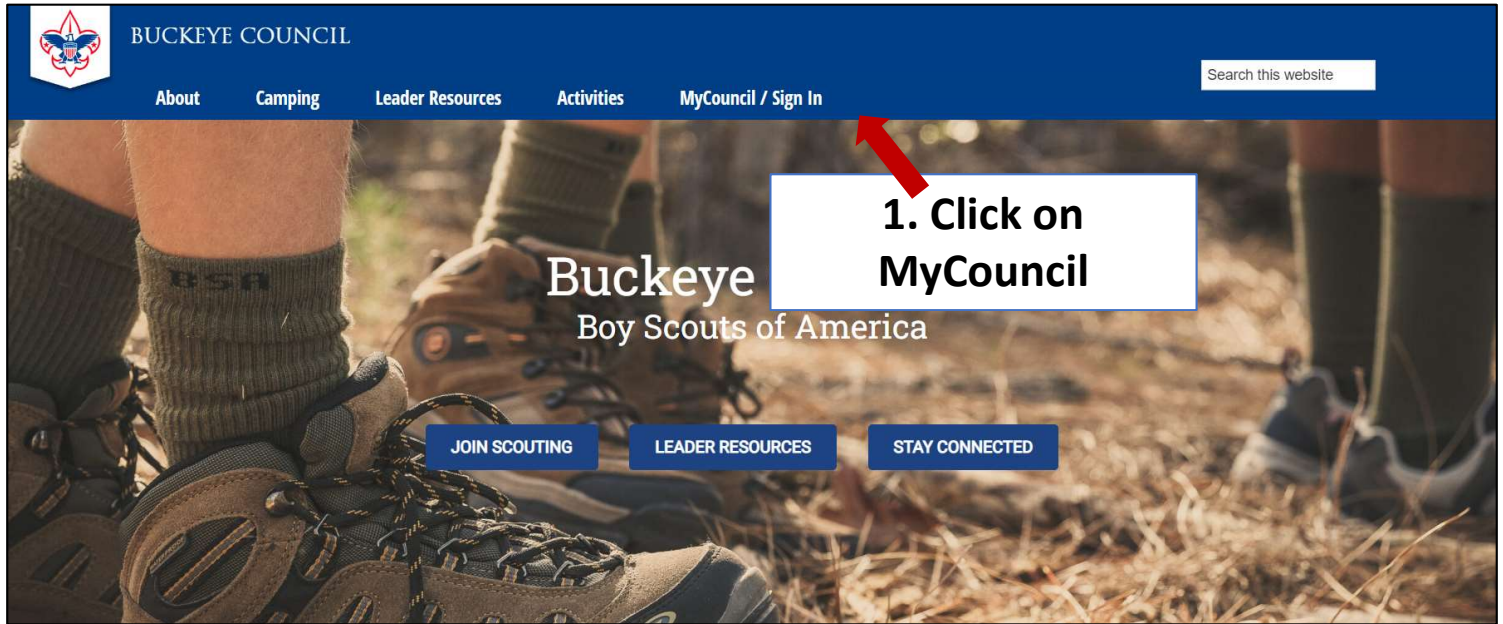 BUCKEYE COUNCIL
Search this website
About Camping Leader Resources Activities MyCouncil / Sign In
1. Click on
MyCouncil
BSA
Buckeye
Boy Scouts of America
JOIN SCOUTING LEADER RESOURCES STAY CONNECTED